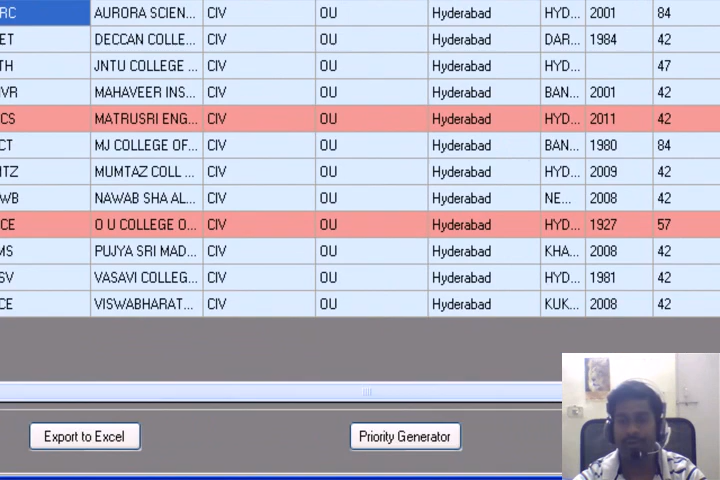 RC AURORA SCIEN... CIV OU Hyderabad HYD... 2001 84
ET DECCAN COLLE... CIV OU Hyderabad DAR... 1984 42
TH JNTU COLLEGE ... CIV OU Hyderabad HYD... 47
VR MAHAVEER INS... CIV OU Hyderabad BAN... 2001 42
CS MATRUSRI ENG... CIV OU Hyderabad HYD... 2011 42
CT MJ COLLEGE OF... CIV OU Hyderabad BAN... 1980 84
TZ MUMTAZ COLL ... CIV OU Hyderabad HYD... 2009 42
WB NAWAB SHA AL... CIV OU Hyderabad NE... 2008 42
CE O U COLLEGE O... CIV OU Hyderabad HYD... 1927 57
MS PUJYA SRI MAD... CIV OU Hyderabad KHA... 2008 42
SV VASAVI COLLEG... CIV OU Hyderabad HYD... 1981 42
CE VISWABHARAT... CIV OU Hyderabad KUK... 2008 42
Export to Excel Priority Generator